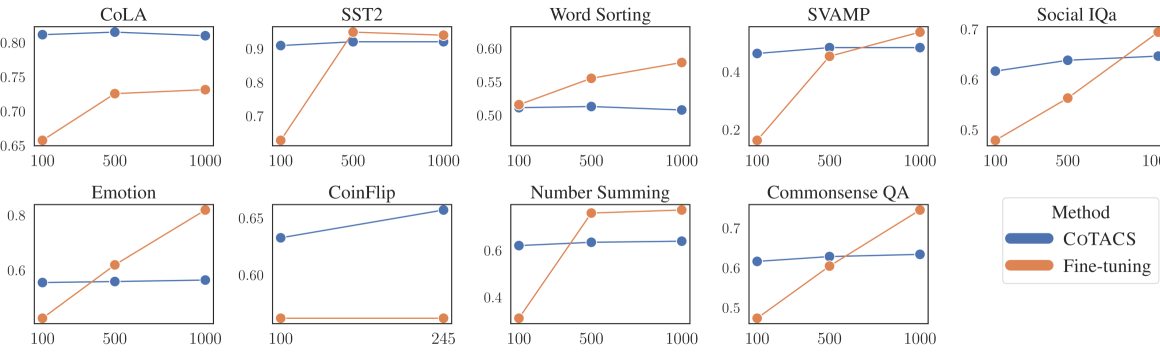 CoLA
SST2
Word Sorting
SVAMP
Social IQa
0.80
0.75
0.70
0.65
100 500 1000
0.9
0.8
0.7
100 500 1000
0.60
0.55
0.50
100 500 1000
0.4
0.2
100 500 1000
0.7
0.6
0.5
100 500 100
Emotion
CoinFlip
Number Summing
Commonsense QA
0.8
0.6
100 500 1000
0.65
0.60
100 245
0.6
0.4
100 500 1000
0.7
0.6
0.5
100 500 1000
Method
COTACS
Fine-tuning